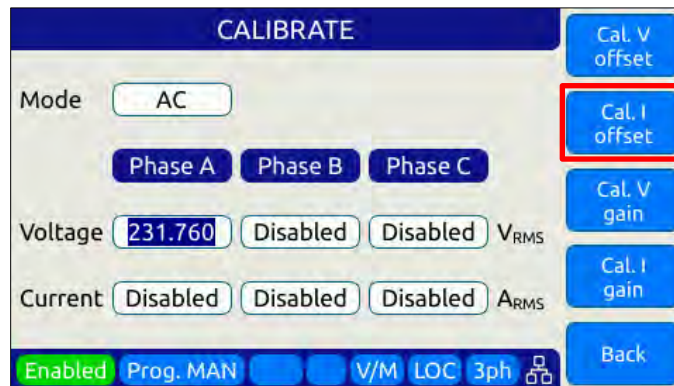 CALIBRATE
Cal. V
offset
Mode AC
Cal. I
offset
Phase A Phase B Phase C
Cal. V
gain
Voltage 231.760 Disabled Disabled VRMS
Cal. I
gain
Current Disabled Disabled Disabled ARMS
Back
Enabled Prog. MAN V/M LOC 3ph